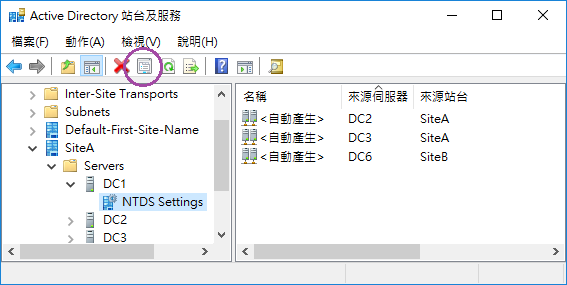 Active Directory 站台及服務
檔案(F) 動作(A) 檢視(V) 說明(H)
Inter-Site Transports
Subnets
Default-First-Site-Name
SiteA
Servers
DC1
NTDS Settings
DC2
DC3
名稱 來源伺服器 來源站台
<自動產生> DC2 SiteA
<自動產生> DC3 SiteA
<自動產生> DC6 SiteB